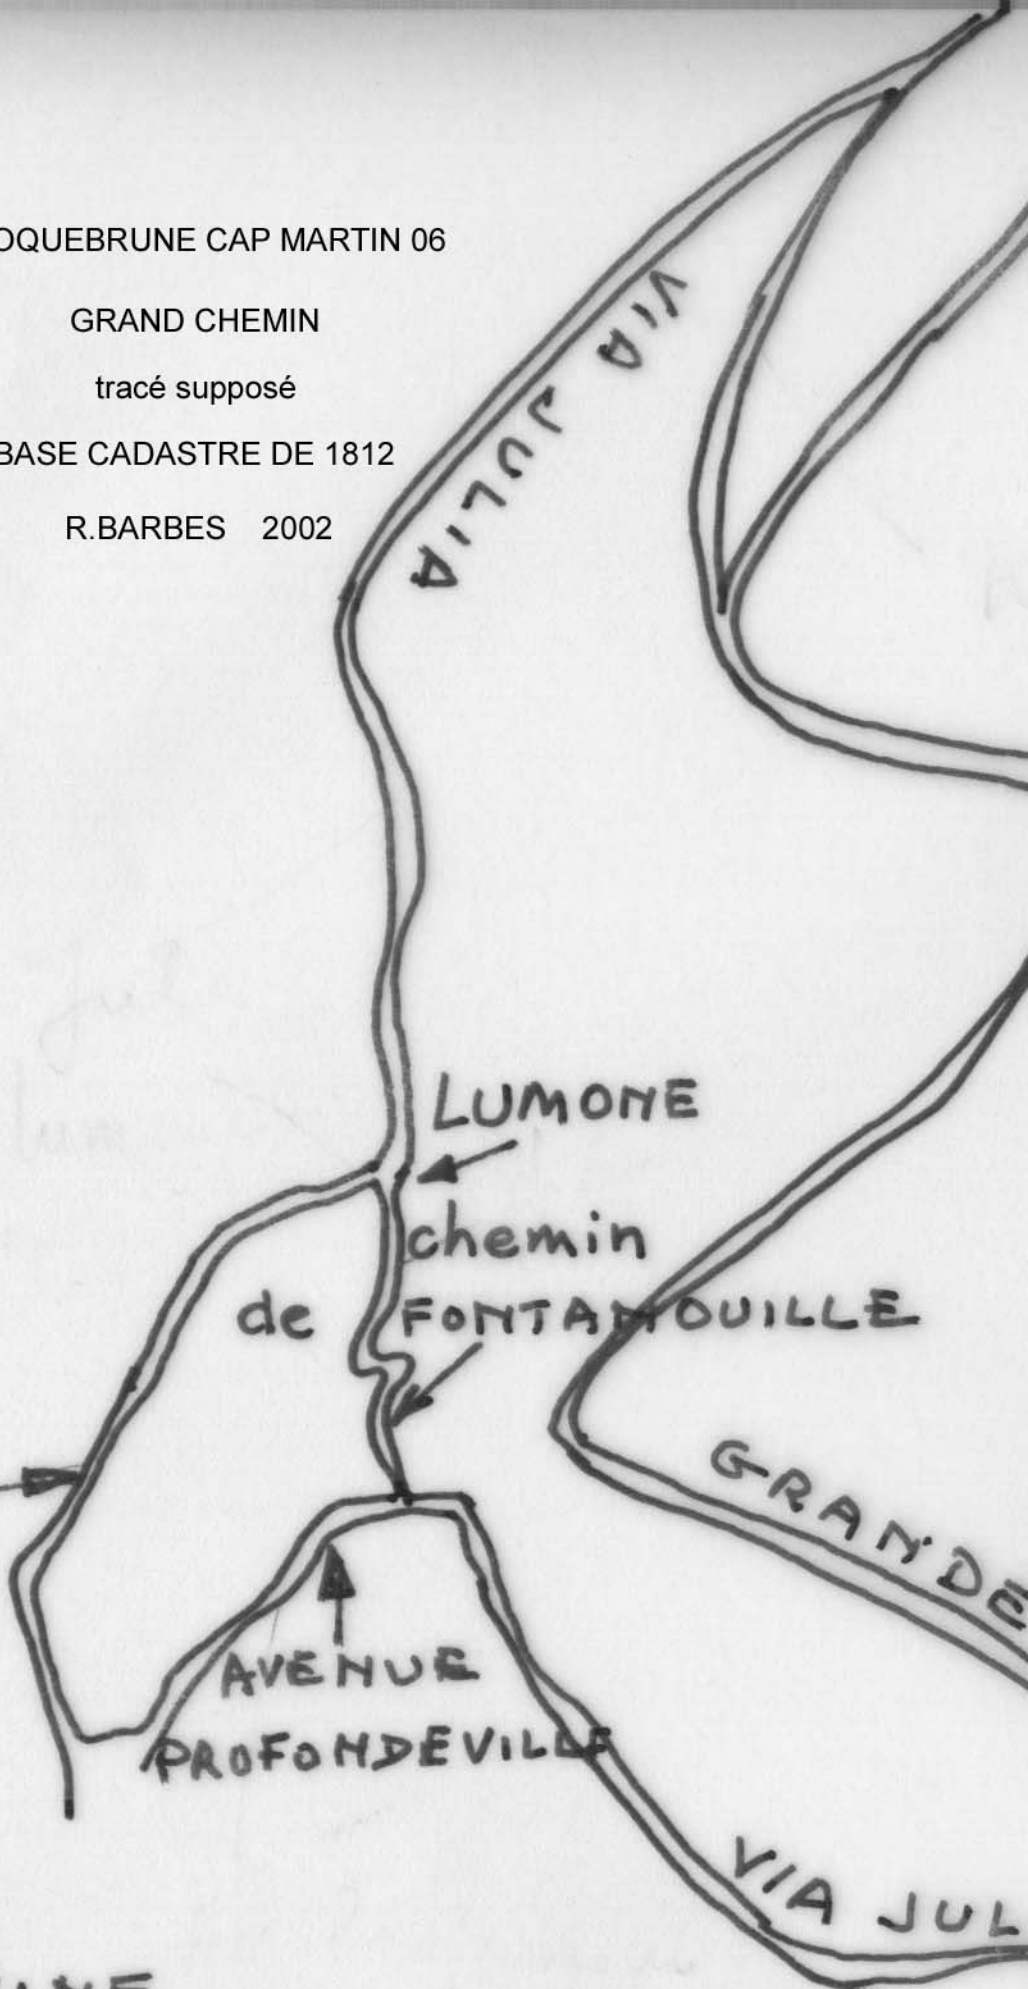 OQUEBRUNE CAP MARTIN 06
GRAND CHEMIN
tracé supposé
BASE CADASTRE DE 1812
R.BARBES 2002
VIA JULIA
LUMONE
chemin
de FONTANOUILLE
GRANDE
AVENUE
PROFONDEVILLE
VIA JUL